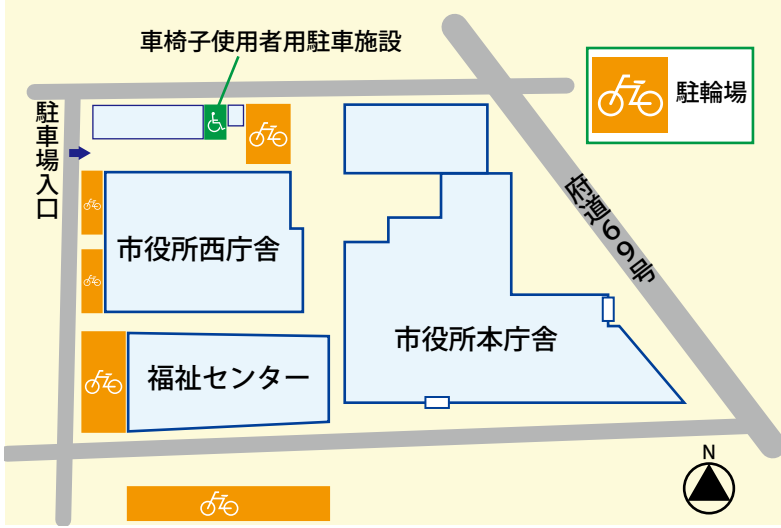 車椅子使用者用駐車施設
駐輪場
駐車場入口
府道69号
市役所西庁舎
市役所本庁舎
福祉センター
N